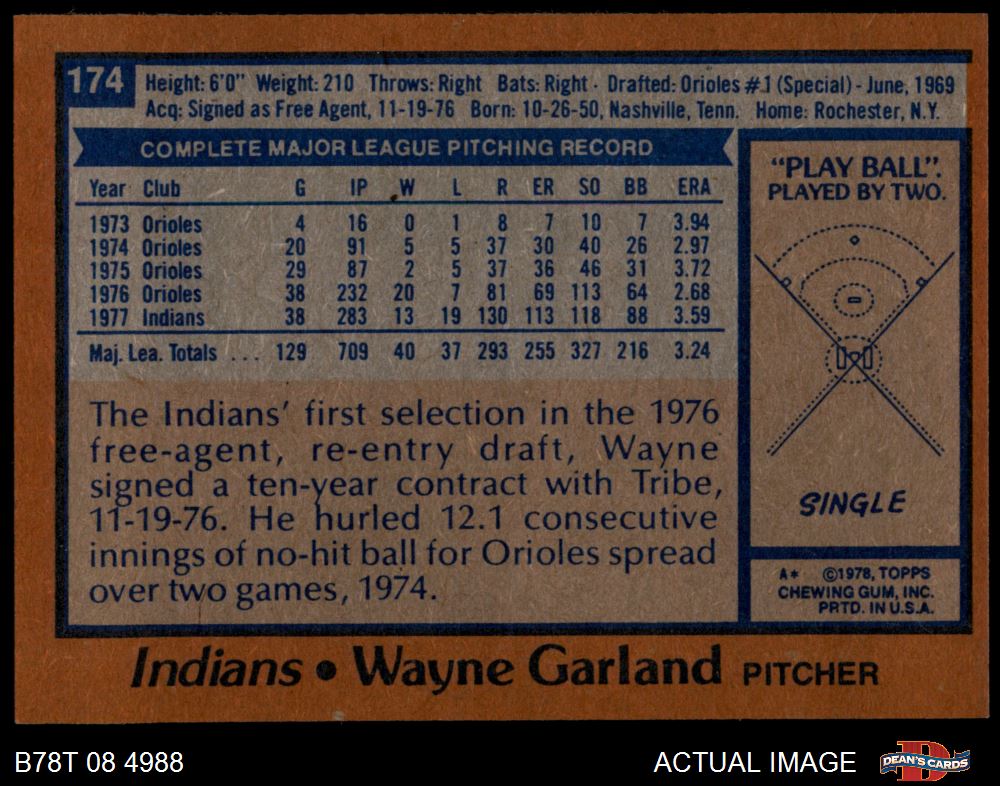 174
Height: 6'0" Weight: 210 Throws: Right Bats: Right · Drafted: Orioles #1 (Special) - June, 1969
Acq: Signed as Free Agent, 11-19-76 Born: 10-26-50, Nashville, Tenn. Home: Rochester, N.Y.
COMPLETE MAJOR LEAGUE PITCHING RECORD
Year Club G IP W L R ER SO BB ERA
1973 Orioles 4 16 0 1 8 7 10 7 3.94
1974 Orioles 20 91 5 5 37 30 40 26 2.97
1975 Orioles 29 87 2 5 37 36 46 31 3.72
1976 Orioles 38 232 20 7 81 69 113 64 2.68
1977 Indians 38 283 13 19 130 113 118 88 3.59
Maj. Lea. Totals ... 129 709 40 37 293 255 327 216 3.24
The Indians' first selection in the 1976
free-agent, re-entry draft, Wayne
signed a ten-year contract with Tribe,
11-19-76. He hurled 12.1 consecutive
innings of no-hit ball for Orioles spread
over two games, 1974.
"PLAY BALL".
PLAYED BY TWO.
SINGLE
A* ©1978, TOPPS
CHEWING GUM, INC.
PRTD. IN U.S.A.
Indians • Wayne Garland PITCHER
B78T 08 4988
ACTUAL IMAGE
D
DEAN'S CARDS